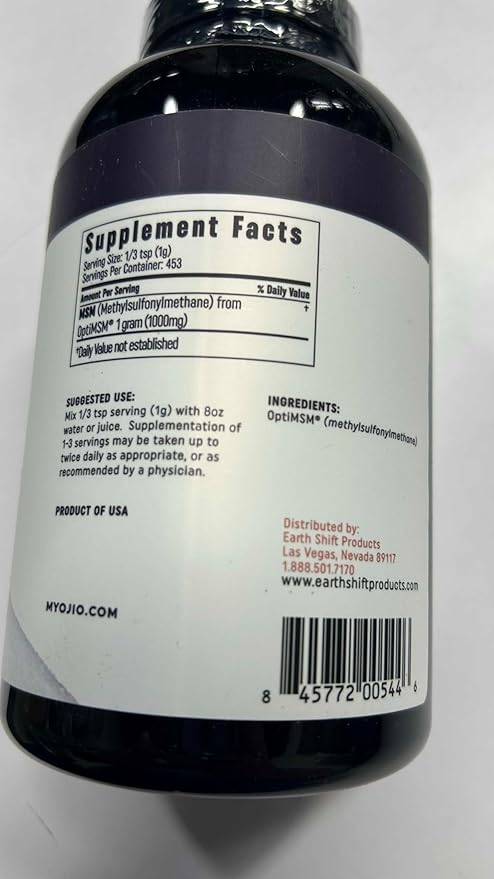 Supplement Facts
Serving Size: 1/3 tsp (1g)
Servings Per Container: 453
Amount Per Serving % Daily Value
MSM (Methylsulfonylmethane) from †
OptiMSM® 1 gram (1000mg)
†Daily Value not established
SUGGESTED USE:
Mix 1/3 tsp serving (1g) with 8oz
water or juice. Supplementation of
1-3 servings may be taken up to
twice daily as appropriate, or as
recommended by a physician.
INGREDIENTS:
OptiMSM® (methylsulfonylmethane)
PRODUCT OF USA
Distributed by:
Earth Shift Products
Las Vegas, Nevada 89117
1.888.501.7170
www.earthshiftproducts.com
MYOJIO.COM
8 45772 00544 6